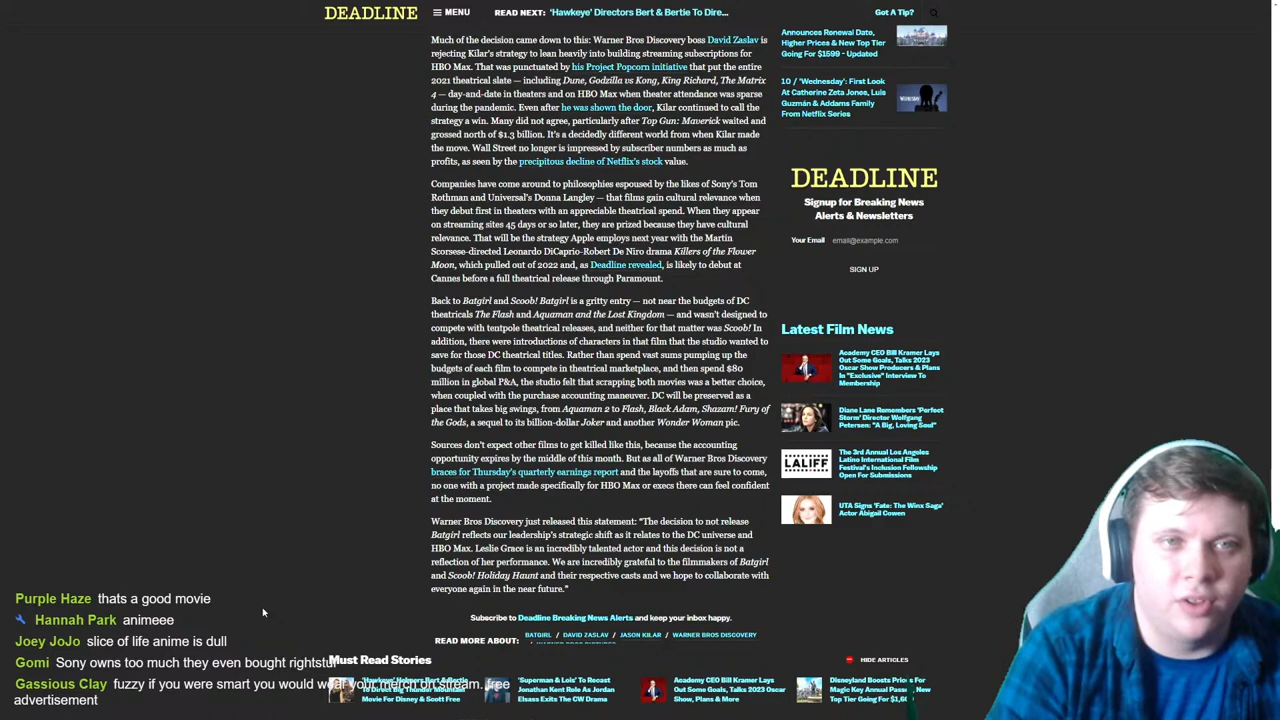 DEADLINE
MENU
READ NEXT: 'Hawkeye' Directors Bert & Bertie To Dire...
Got A Tip?
Much of the decision came down to this: Warner Bros Discovery boss David Zaslav is
rejecting Kilar's strategy to lean heavily into building streaming subscriptions for
HBO Max. That was punctuated by his Project Popcorn initiative that put the entire
2021 theatrical slate — including Dune, Godzilla vs Kong, King Richard, The Matrix
4 — day-and-date in theaters and on HBO Max when theater attendance was sparse
during the pandemic. Even after he was shown the door, Kilar continued to call the
strategy a win. Many did not agree, particularly after Top Gun: Maverick waited and
grossed north of $1.3 billion. It's a decidedly different world from when Kilar made
the move. Wall Street no longer is impressed by subscriber numbers as much as
profits, as seen by the precipitous decline of Netflix's stock value.
Companies have come around to philosophies espoused by the likes of Sony's Tom
Rothman and Universal's Donna Langley — that films gain cultural relevance when
they debut first in theaters with an appreciable theatrical spend. When they appear
on streaming sites 45 days or so later, they are prized because they have cultural
relevance. That will be the strategy Apple employs next year with the Martin
Scorsese-directed Leonardo DiCaprio-Robert De Niro drama Killers of the Flower
Moon, which pulled out of 2022 and, as Deadline revealed, is likely to debut at
Cannes before a full theatrical release through Paramount.
Back to Batgirl and Scoob! Batgirl is a gritty entry — not near the budgets of DC
theatricals The Flash and Aquaman and the Lost Kingdom — and wasn't designed to
compete with tentpole theatrical releases, and neither for that matter was Scoob! In
addition, there were introductions of characters in that film that the studio wanted to
save for those DC theatrical titles. Rather than spend vast sums pumping up the
budgets of each film to compete in theatrical marketplace, and then spend $80
million in global P&A, the studio felt that scrapping both movies was a better choice,
when coupled with the purchase accounting maneuver. DC will be preserved as a
place that takes big swings, from Aquaman 2 to Flash, Black Adam, Shazam! Fury of
the Gods, a sequel to its billion-dollar Joker and another Wonder Woman pic.
Sources don't expect other films to get killed like this, because the accounting
opportunity expires by the middle of this month. But as all of Warner Bros Discovery
braces for Thursday's quarterly earnings report and the layoffs that are sure to come,
no one with a project made specifically for HBO Max or execs there can feel confident
at the moment.
Warner Bros Discovery just released this statement: "The decision to not release
Batgirl reflects our leadership's strategic shift as it relates to the DC universe and
HBO Max. Leslie Grace is an incredibly talented actor and this decision is not a
reflection of her performance. We are incredibly grateful to the filmmakers of Batgirl
and Scoob! Holiday Haunt and their respective casts and we hope to collaborate with
everyone again in the near future."
Subscribe to Deadline Breaking News Alerts and keep your inbox happy.
READ MORE ABOUT: BATGIRL / DAVID ZASLAV / JASON KILAR / WARNER BROS DISCOVERY
Announces Renewal Date,
Higher Prices & New Top Tier
Going For $1599 - Updated
10 / 'Wednesday': First Look
At Catherine Zeta Jones, Luis
Guzmán & Addams Family
From Netflix Series
WEDNESDAY
DEADLINE
Signup for Breaking News
Alerts & Newsletters
Your Email email@example.com
SIGN UP
Latest Film News
Academy CEO Bill Kramer Lays
Out Some Goals, Talks 2023
Oscar Show Producers & Plans
In "Exclusive" Interview To
Membership
Diane Lane Remembers 'Perfect
Storm' Director Wolfgang
Petersen: "A Big, Loving Soul"
LALIFF
The 3rd Annual Los Angeles
Latino International Film
Festival's Inclusion Fellowship
Open For Submissions
UTA Signs 'Fate: The Winx Saga'
Actor Abigail Cowen
Must Read Stories
HIDE ARTICLES
'Hawkeye' Helmers Bert & Bertie
To Direct Big Thunder Mountain
Movie For Disney & Scott Free
'Superman & Lois' To Recast
Jonathan Kent Role As Jordan
Elsass Exits The CW Drama
Academy CEO Bill Kramer Lays
Out Some Goals, Talks 2023
Oscar Show, Plans & More
Disneyland Boosts Prices For
Magic Key Annual Passes, New
Top Tier Going For $1,6
Purple Haze thats a good movie
Hannah Park animeee
Joey JoJo slice of life anime is dull
Gomi Sony owns too much they even bought rightstuf
Gassious Clay fuzzy if you were smart you would wear your merch on stream. free
advertisement